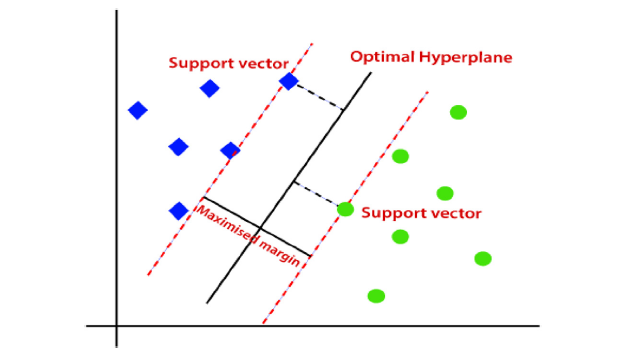 Optimal Hyperplane
Support vector
Maximised margin
Support vector